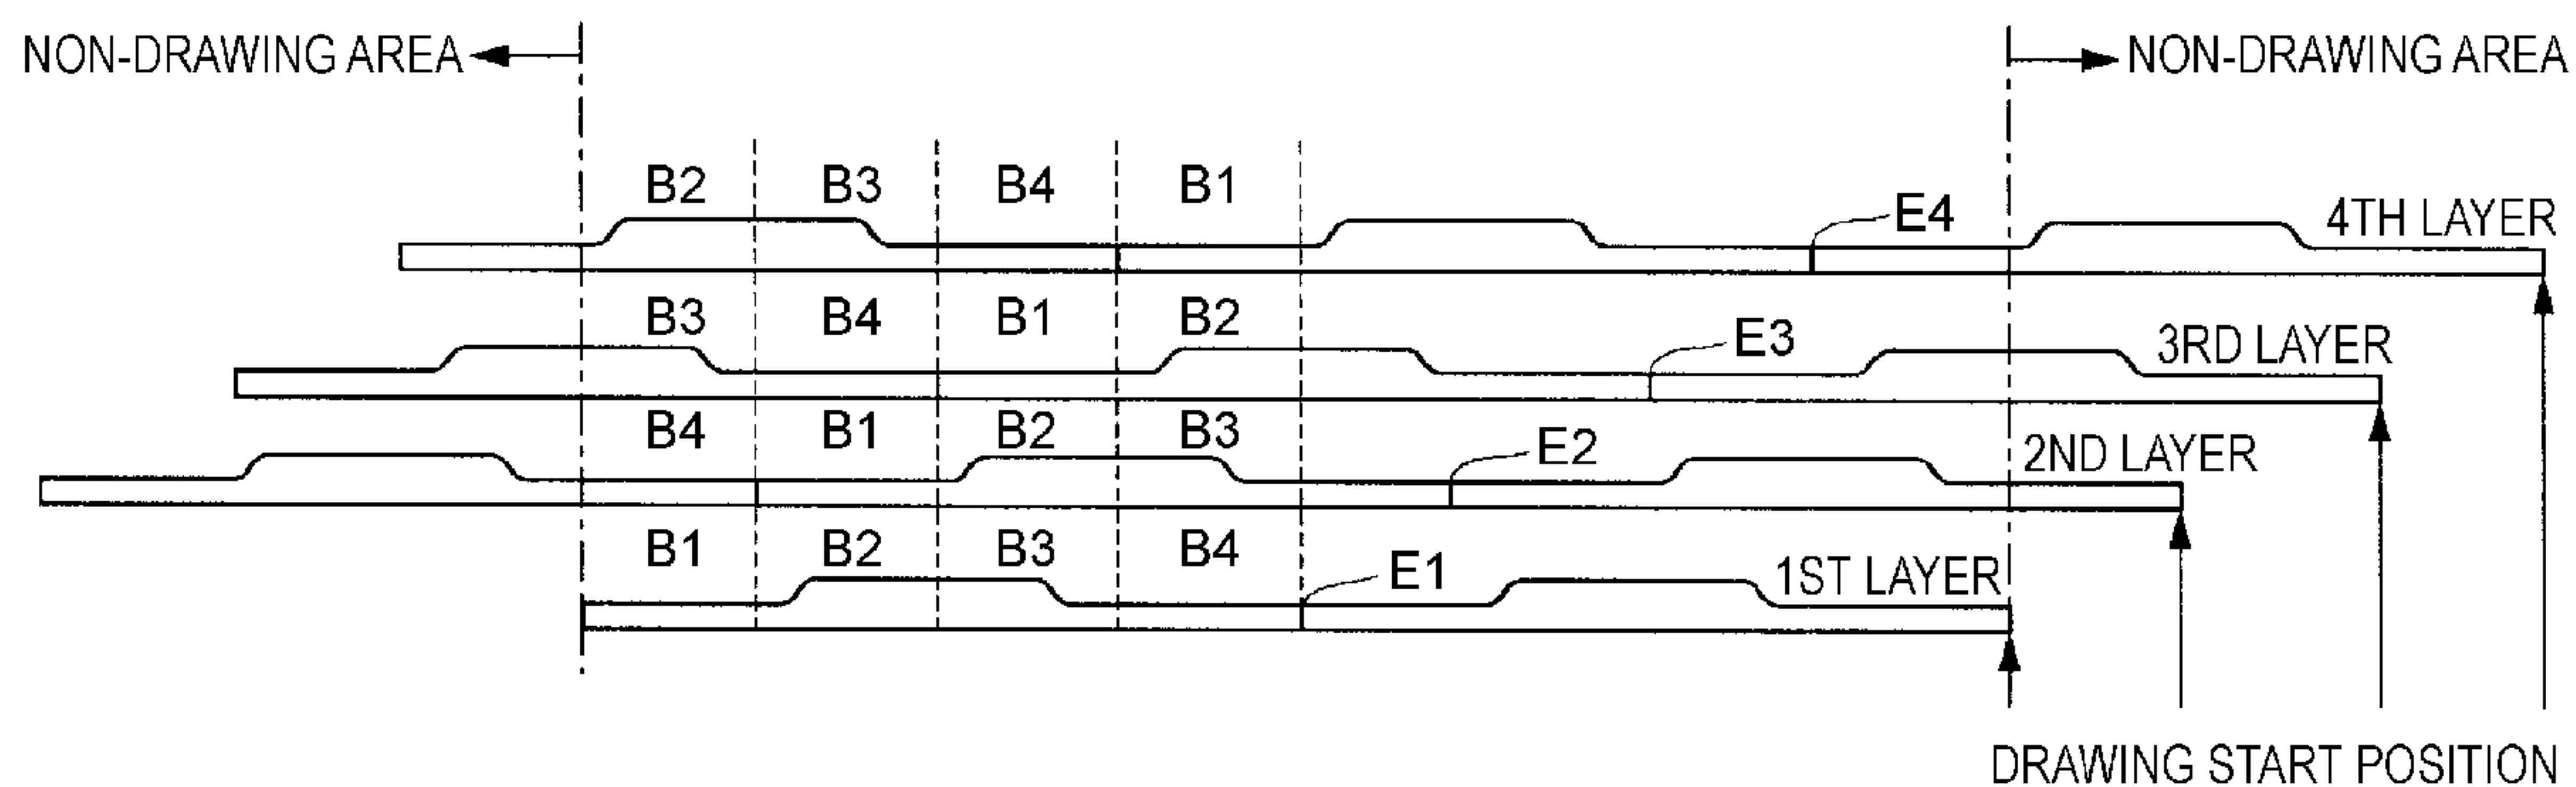 NON-DRAWING AREA
NON-DRAWING AREA
B2 B3 B4 B1
E4
4TH LAYER
B3 B4 B1 B2
E3
3RD LAYER
B4 B1 B2 B3
E2
2ND LAYER
B1 B2 B3 B4
E1
1ST LAYER
DRAWING START POSITION